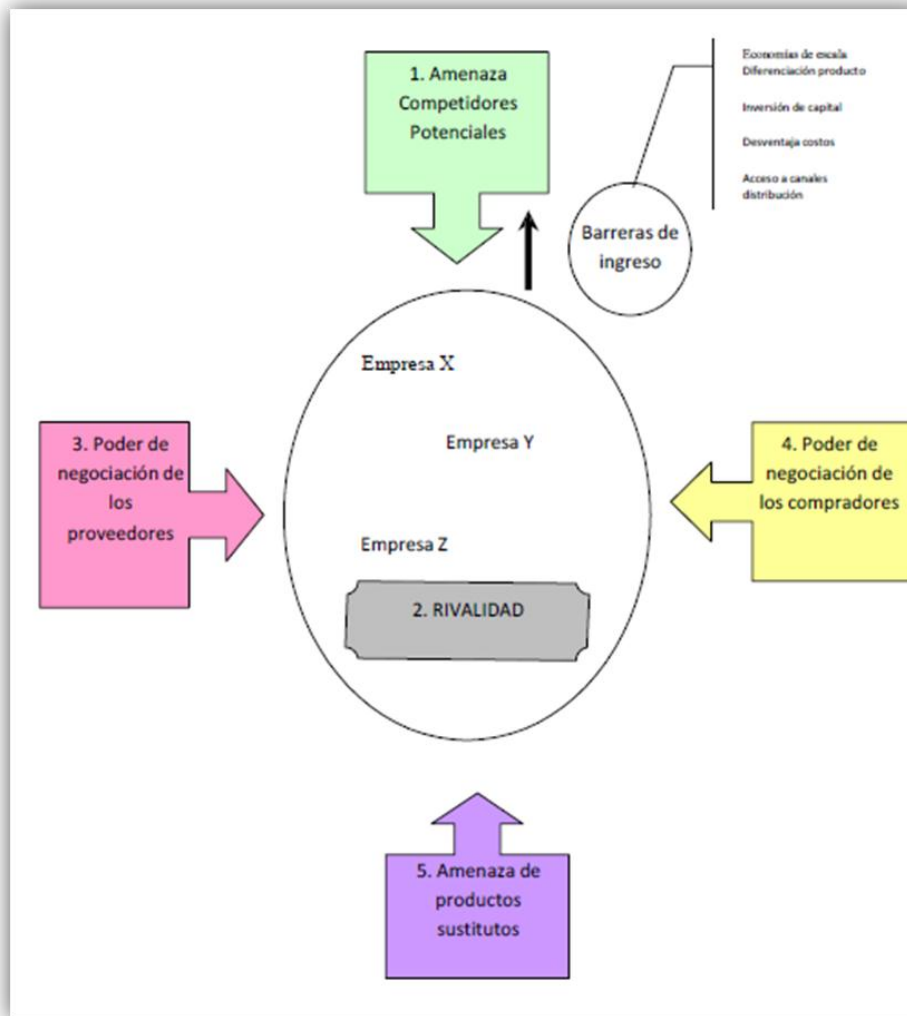 1. Amenaza
Competidores
Potenciales
Economías de escala
Diferenciación producto
Inversión de capital
Desventaja costos
Acceso a canales
distribución
Barreras de
ingreso
Empresa X
Empresa Y
Empresa Z
2. RIVALIDAD
3. Poder de
negociación de
los
proveedores
4. Poder de
negociación de
los compradores
5. Amenaza de
productos
sustitutos